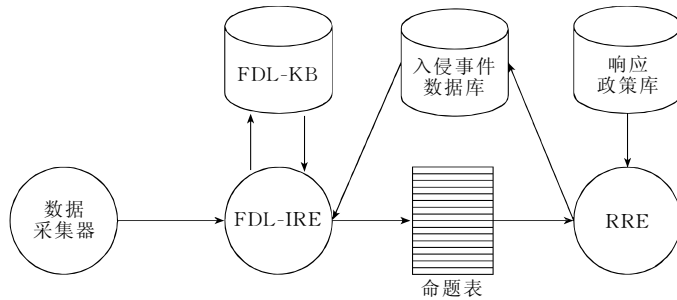 FDL-KB
入侵事件
数据库
响应
政策库
数据
采集器
FDL-IRE
RRE
命题表